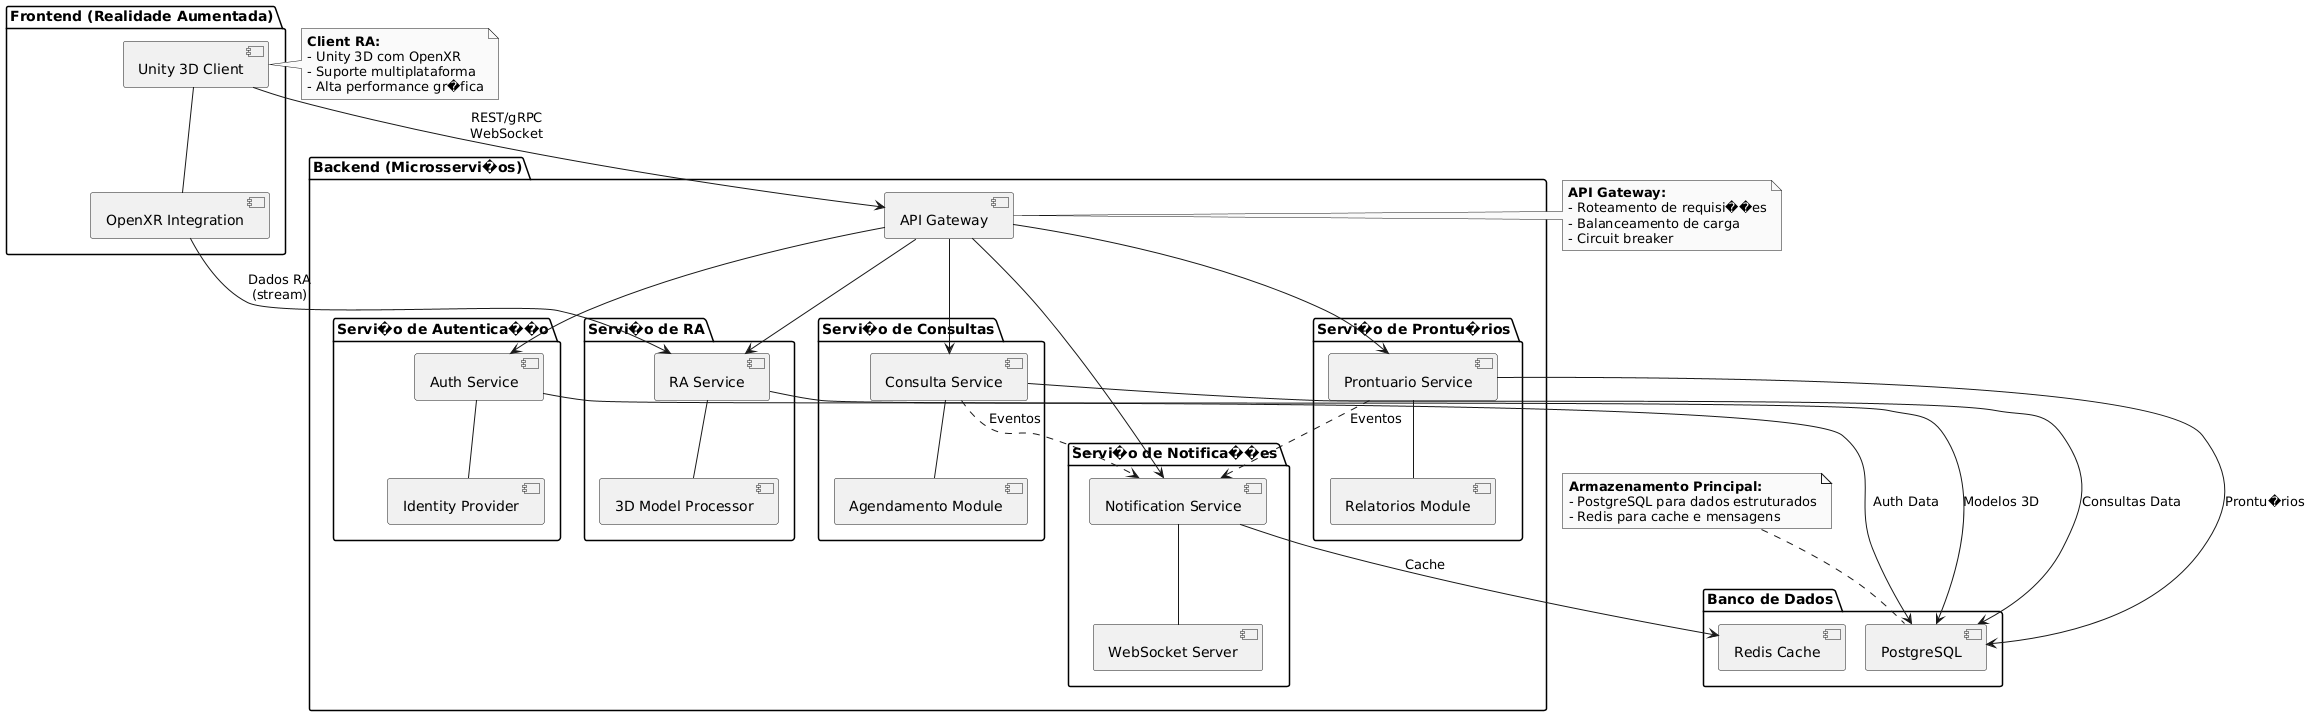 Frontend (Realidade Aumentada)
Unity 3D Client
Client RA:
- Unity 3D com OpenXR
- Suporte multiplataforma
- Alta performance gr�fica
REST/gRPC
WebSocket
Backend (Microsservi�os)
OpenXR Integration
API Gateway
API Gateway:
- Roteamento de requisi��es
- Balanceamento de carga
- Circuit breaker
Dados RA
(stream)
Servi�o de Autentica��o
Servi�o de RA
Servi�o de Consultas
Servi�o de Prontu�rios
Auth Service
RA Service
Consulta Service
Prontuario Service
Eventos
Eventos
Servi�o de Notifica��es
Identity Provider
3D Model Processor
Agendamento Module
Notification Service
Relatorios Module
Armazenamento Principal:
- PostgreSQL para dados estruturados
- Redis para cache e mensagens
Auth Data
Modelos 3D
Consultas Data
Prontu�rios
Cache
Banco de Dados
WebSocket Server
Redis Cache
PostgreSQL